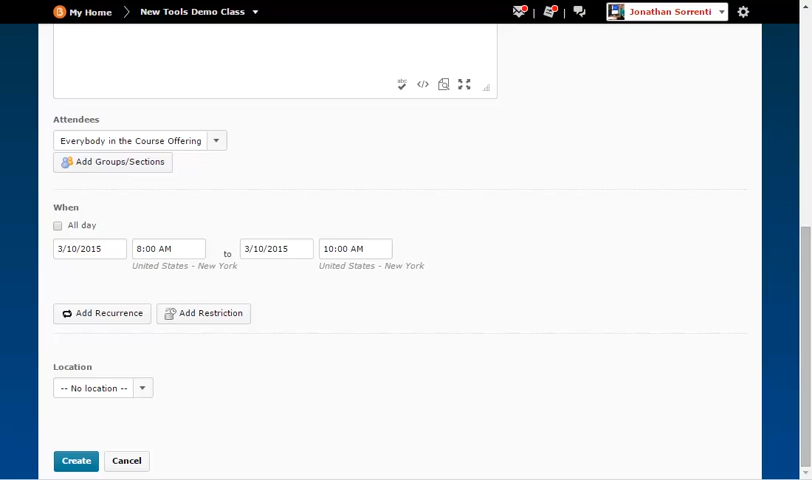 My Home New Tools Demo Class Jonathan Sorrenti
abc
Attendees
Everybody in the Course Offering
Add Groups/Sections
When
All day
3/10/2015 8:00 AM to 3/10/2015 10:00 AM
United States - New York United States - New York
Add Recurrence Add Restriction
Location
-- No location --
Create Cancel